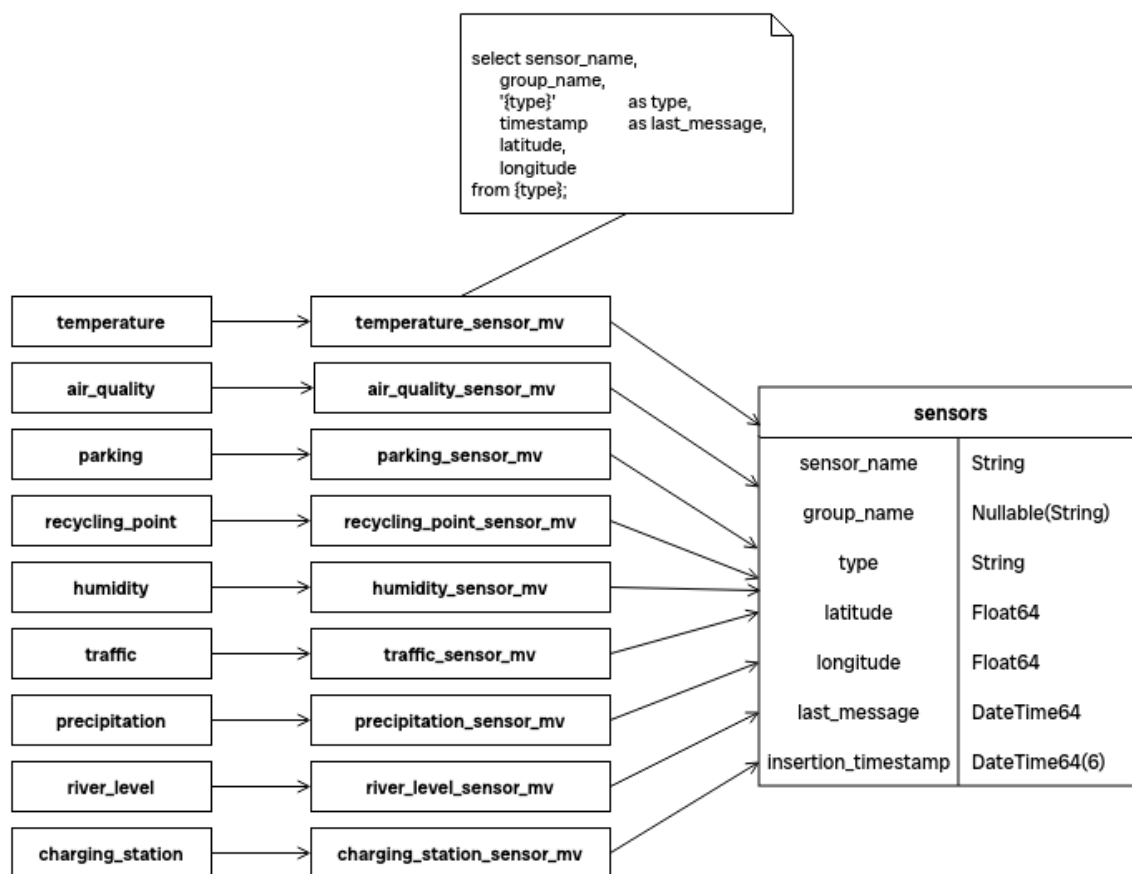 select sensor_name,
group_name,
'{type}' as type,
timestamp as last_message,
latitude,
longitude
from {type};
temperature
temperature_sensor_mv
air_quality
air_quality_sensor_mv
parking
parking_sensor_mv
recycling_point
recycling_point_sensor_mv
humidity
humidity_sensor_mv
traffic
traffic_sensor_mv
precipitation
precipitation_sensor_mv
river_level
river_level_sensor_mv
charging_station
charging_station_sensor_mv
sensors
sensor_name String
group_name Nullable(String)
type String
latitude Float64
longitude Float64
last_message DateTime64
insertion_timestamp DateTime64(6)